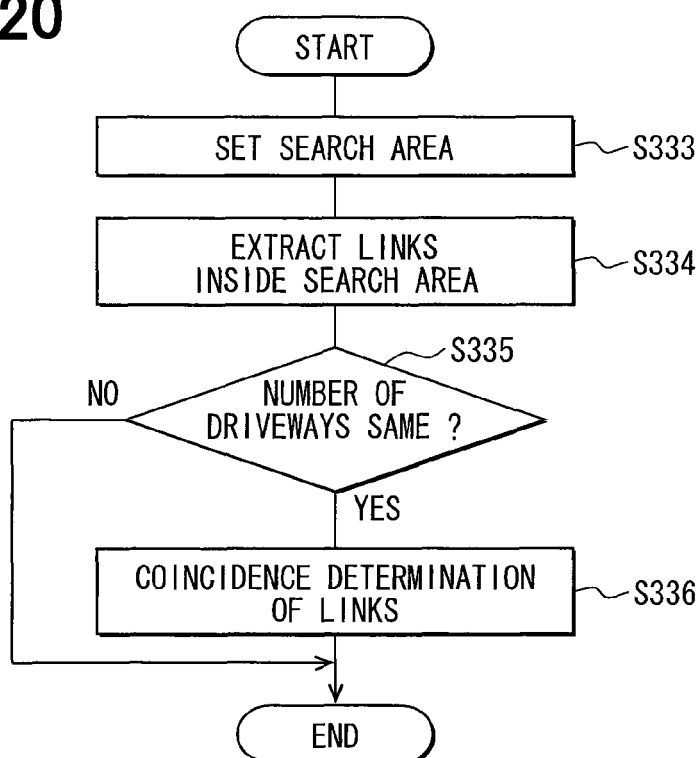 20
START
SET SEARCH AREA
S333
EXTRACT LINKS
INSIDE SEARCH AREA
S334
S335
NO
NUMBER OF
DRIVEWAYS SAME ?
YES
COINCIDENCE DETERMINATION
OF LINKS
S336
END